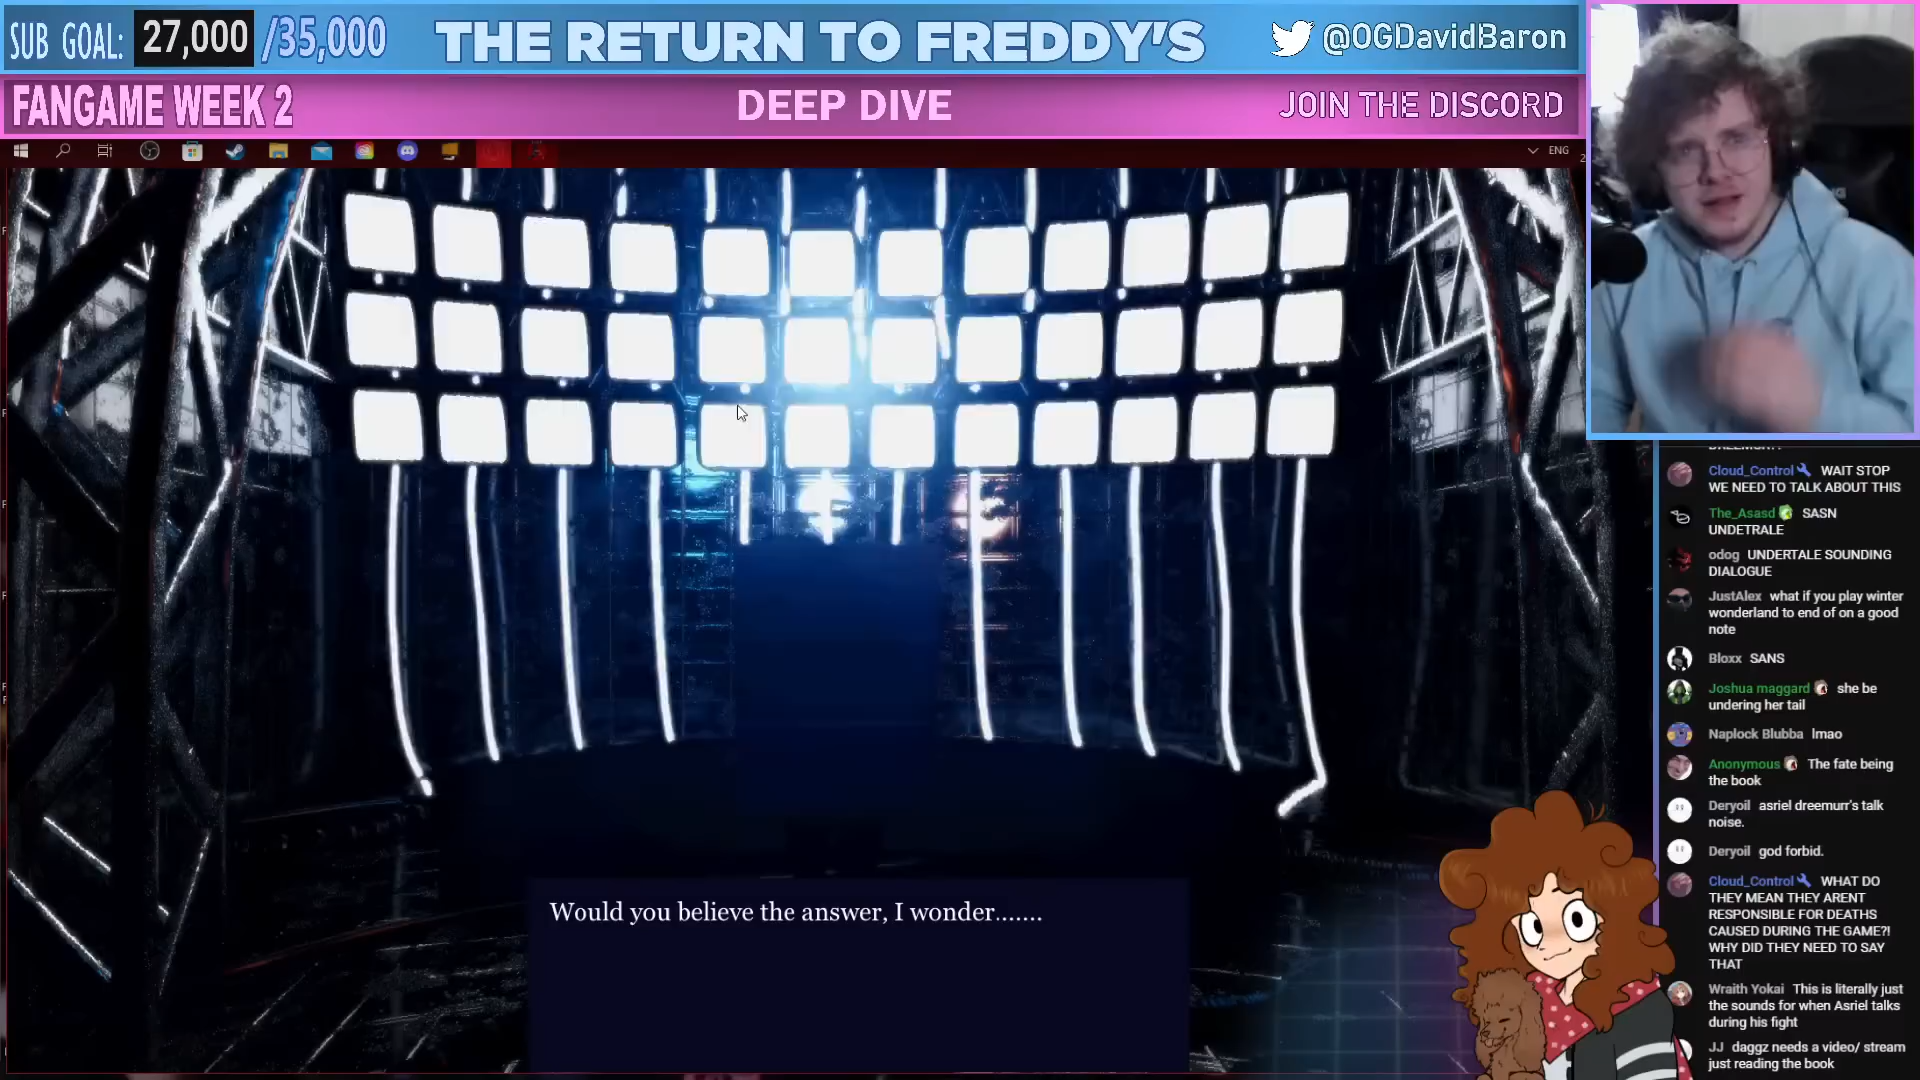 SUB GOAL: 27,000 /35,000
THE RETURN TO FREDDY'S
@OGDavidBaron
FANGAME WEEK 2
DEEP DIVE
JOIN THE DISCORD
ENG
Cloud_Control WAIT STOP
WE NEED TO TALK ABOUT THIS
The_Asasd SASN
UNDETRALE
odog UNDERTALE SOUNDING
DIALOGUE
JustAlex what if you play winter
wonderland to end of on a good
note
Bloxx SANS
Joshua maggard she be
undering her tail
Naplock Blubba lmao
Anonymous The fate being
the book
Deryoil asriel dreemurr's talk
noise.
Deryoil god forbid.
Cloud_Control WHAT DO
THEY MEAN THEY ARENT
RESPONSIBLE FOR DEATHS
CAUSED DURING THE GAME?!
WHY DID THEY NEED TO SAY
THAT
Wraith Yokai This is literally just
the sounds for when Asriel talks
during his fight
JJ daggz needs a video/ stream
just reading the book
Would you believe the answer, I wonder.......